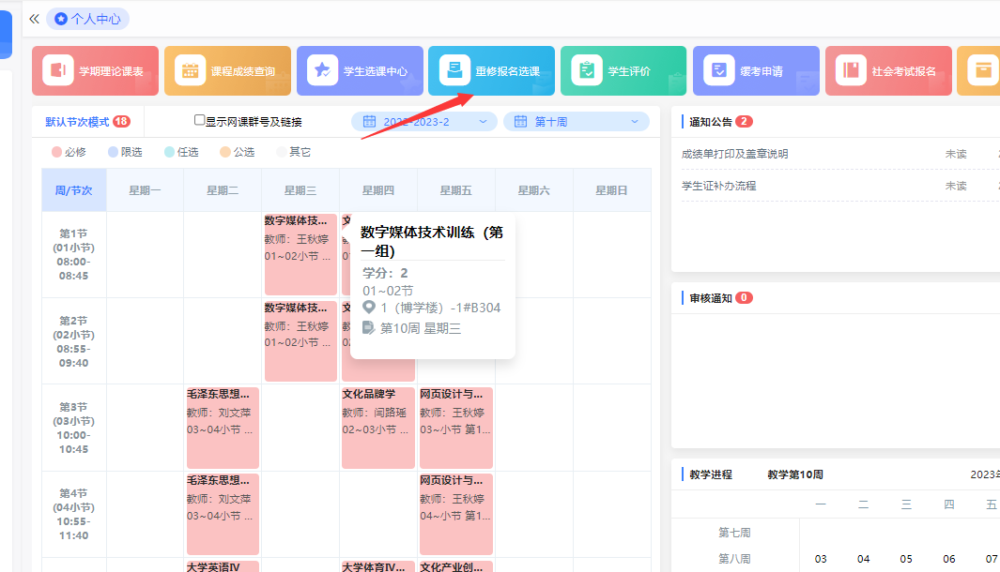 个人中心
学期理论课表
课程成绩查询
学生选课中心
重修报名选课
学生评价
缓考申请
社会考试报名
默认节次模式 18
显示网课群号及链接
2022-2023-2
第十周
必修
限选
任选
公选
其它
周/节次
星期一
星期二
星期三
星期四
星期五
星期六
星期日
第1节
(01小节)
08:00-
08:45
数字媒体技...
教师：王秋婷
01~02小节 ...
数字媒体技术训练（第
一组)
学分：2
01~02节
1（博学楼）-1#B304
第10周 星期三
第2节
(02小节)
08:55-
09:40
数字媒体技...
教师：王秋婷
01~02小节 ...
第3节
(03小节)
10:00-
10:45
毛泽东思想...
教师：刘文萍
03~04小节 ...
文化品牌学
教师：闫路瑶
02~03小节 ...
网页设计与...
教师：王秋婷
03~小节 第1...
第4节
(04小节)
10:55-
11:40
毛泽东思想...
教师：刘文萍
03~04小节 ...
网页设计与...
教师：王秋婷
04~小节 第1...
大学英语Ⅳ
大学体育Ⅳ...
文化产业创...
通知公告 2
成绩单打印及盖章说明
未读
学生证补办流程
未读
审核通知 0
教学进程
教学第10周
2023年
一
二
三
四
五
第七周
第八周
03
04
05
06
07